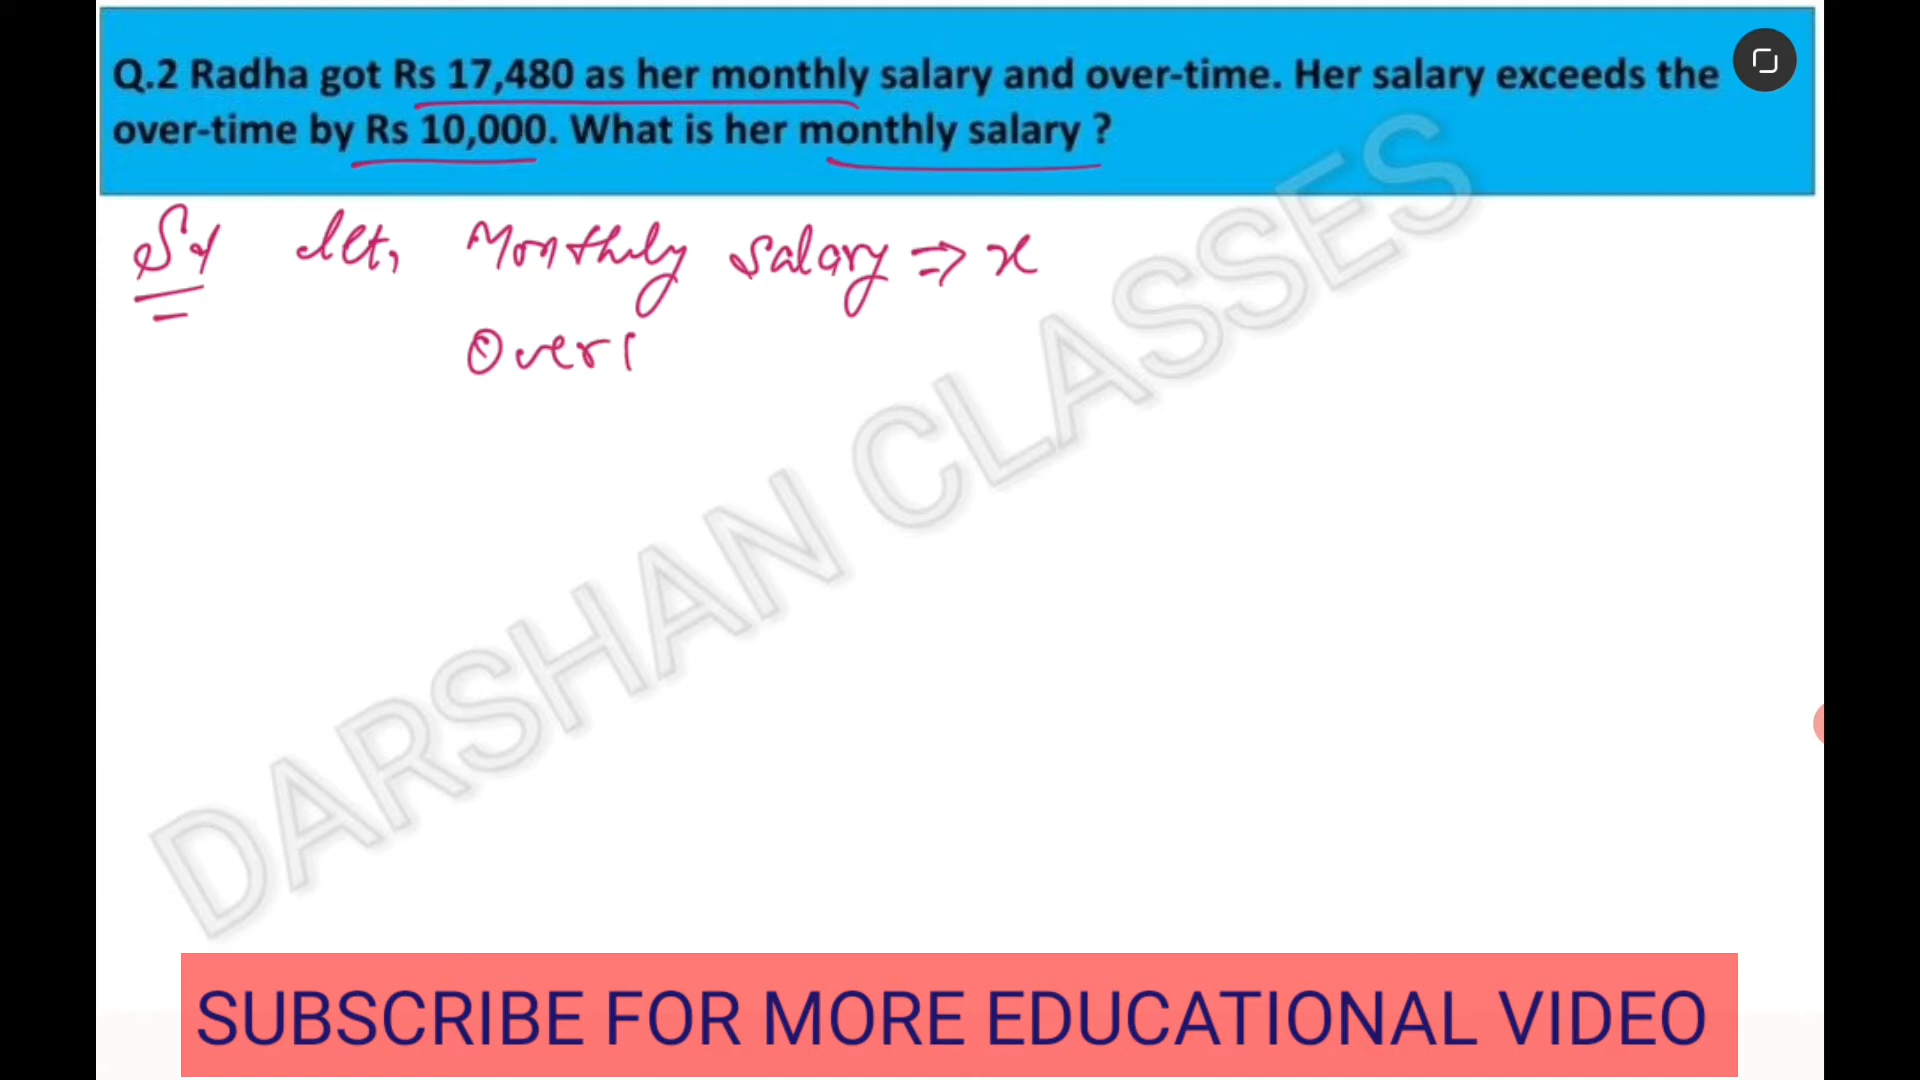 Q.2 Radha got Rs 17,480 as her monthly salary and over-time. Her salary exceeds the
over-time by Rs 10,000. What is her monthly salary ?
Sol let, Monthly salary ⇒ x
Over
DARSHAN CLASSES
SUBSCRIBE FOR MORE EDUCATIONAL VIDEO